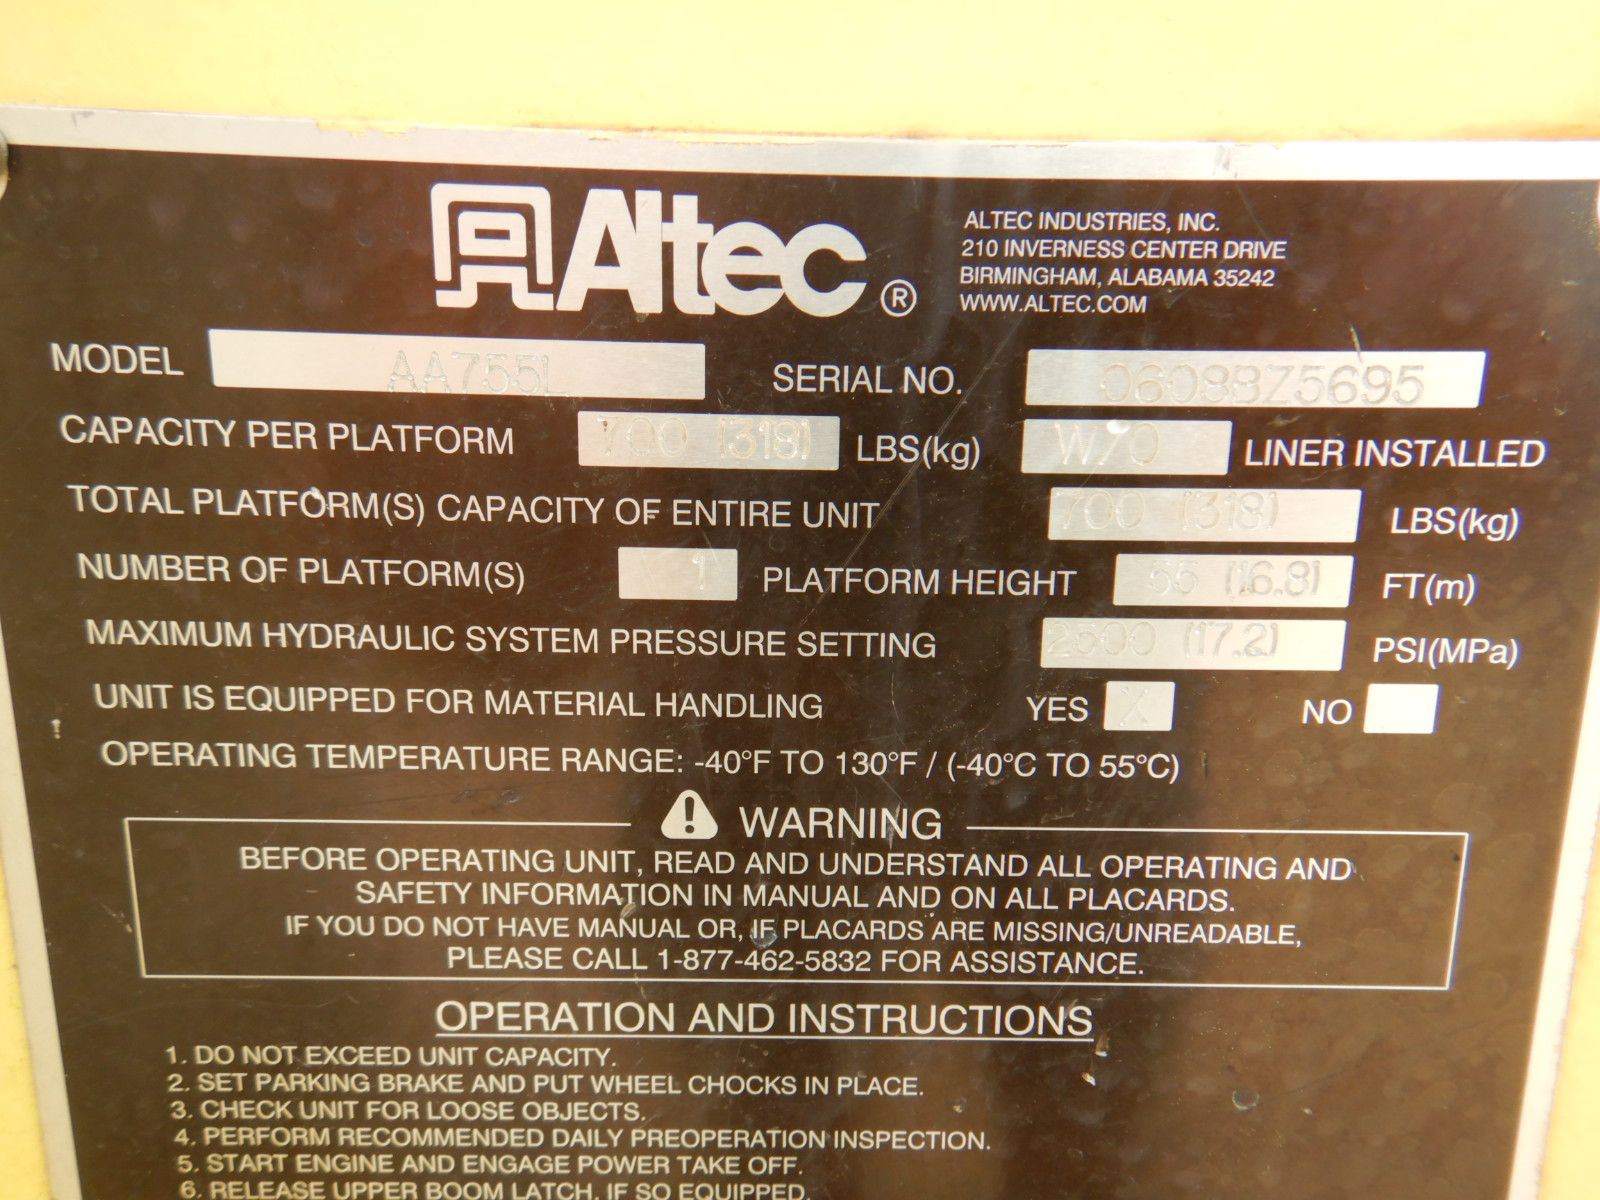 Altec ®
ALTEC INDUSTRIES, INC.
210 INVERNESS CENTER DRIVE
BIRMINGHAM, ALABAMA 35242
WWW.ALTEC.COM
MODEL AA755L SERIAL NO. 0608BZ5695
CAPACITY PER PLATFORM 700 (318) LBS(kg) W/O LINER INSTALLED
TOTAL PLATFORM(S) CAPACITY OF ENTIRE UNIT 700 (318) LBS(kg)
NUMBER OF PLATFORM(S) 1 PLATFORM HEIGHT 55 (16.8) FT(m)
MAXIMUM HYDRAULIC SYSTEM PRESSURE SETTING 2500 (17.2) PSI(MPa)
UNIT IS EQUIPPED FOR MATERIAL HANDLING YES X NO
OPERATING TEMPERATURE RANGE: -40°F TO 130°F / (-40°C TO 55°C)
WARNING
BEFORE OPERATING UNIT, READ AND UNDERSTAND ALL OPERATING AND
SAFETY INFORMATION IN MANUAL AND ON ALL PLACARDS.
IF YOU DO NOT HAVE MANUAL OR, IF PLACARDS ARE MISSING/UNREADABLE,
PLEASE CALL 1-877-462-5832 FOR ASSISTANCE.
OPERATION AND INSTRUCTIONS
1. DO NOT EXCEED UNIT CAPACITY.
2. SET PARKING BRAKE AND PUT WHEEL CHOCKS IN PLACE.
3. CHECK UNIT FOR LOOSE OBJECTS.
4. PERFORM RECOMMENDED DAILY PREOPERATION INSPECTION.
5. START ENGINE AND ENGAGE POWER TAKE OFF.
6. RELEASE UPPER BOOM LATCH, IF SO EQUIPPED.